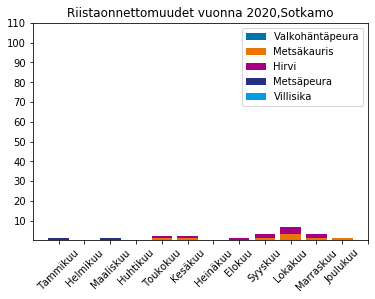 Riistaonnettomuudet vuonna 2020,Sotkamo
110
100
90
80
70
60
50
40
30
20
10
Valkohäntäpeura
Metsäkauris
Hirvi
Metsäpeura
Villisika
Tammikuu
Helmikuu
Maaliskuu
Huhtikuu
Toukokuu
Kesäkuu
Heinäkuu
Elokuu
Syyskuu
Lokakuu
Marraskuu
Joulukuu